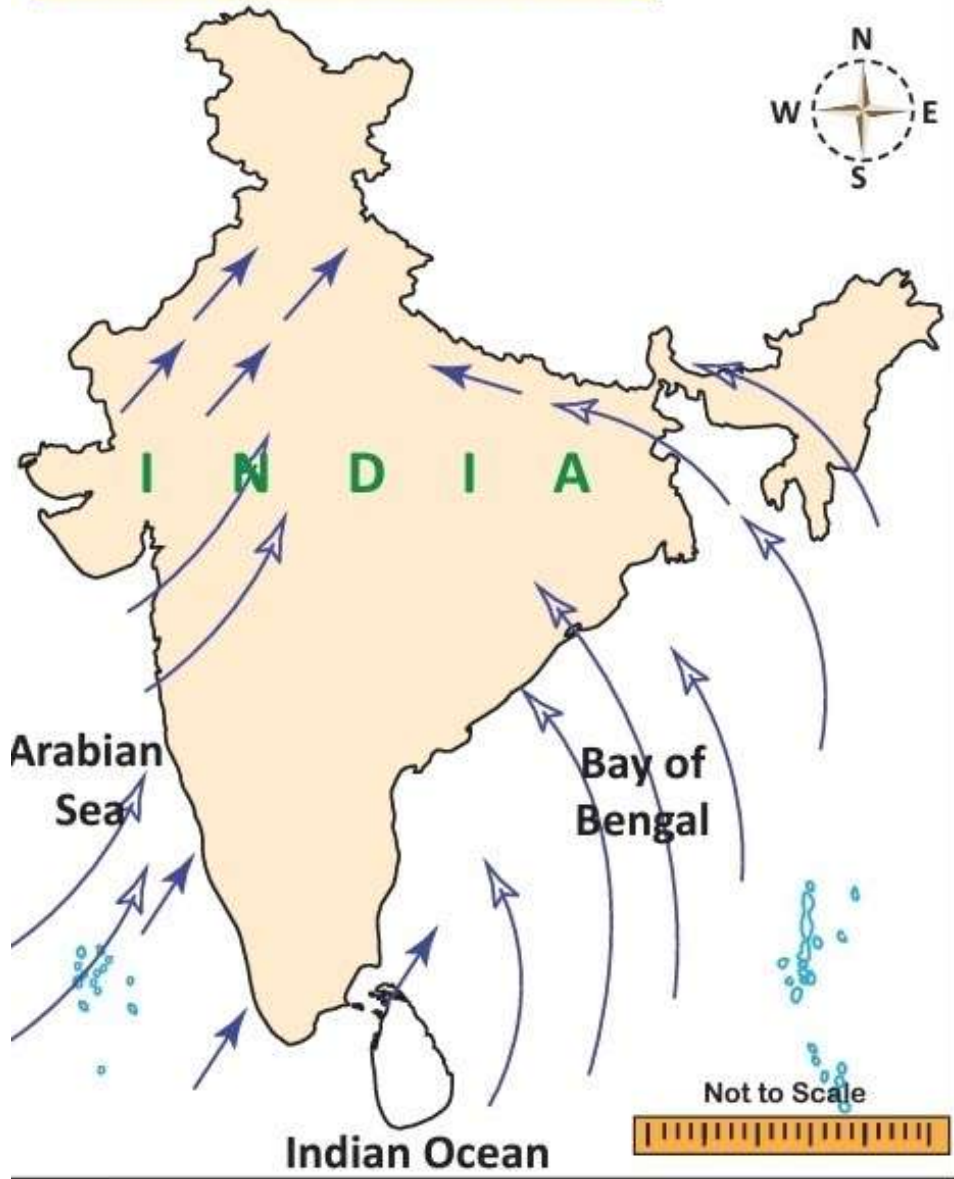 N
W E
S
I N D I A
Arabian
Sea
Bay of
Bengal
Not to Scale
Indian Ocean